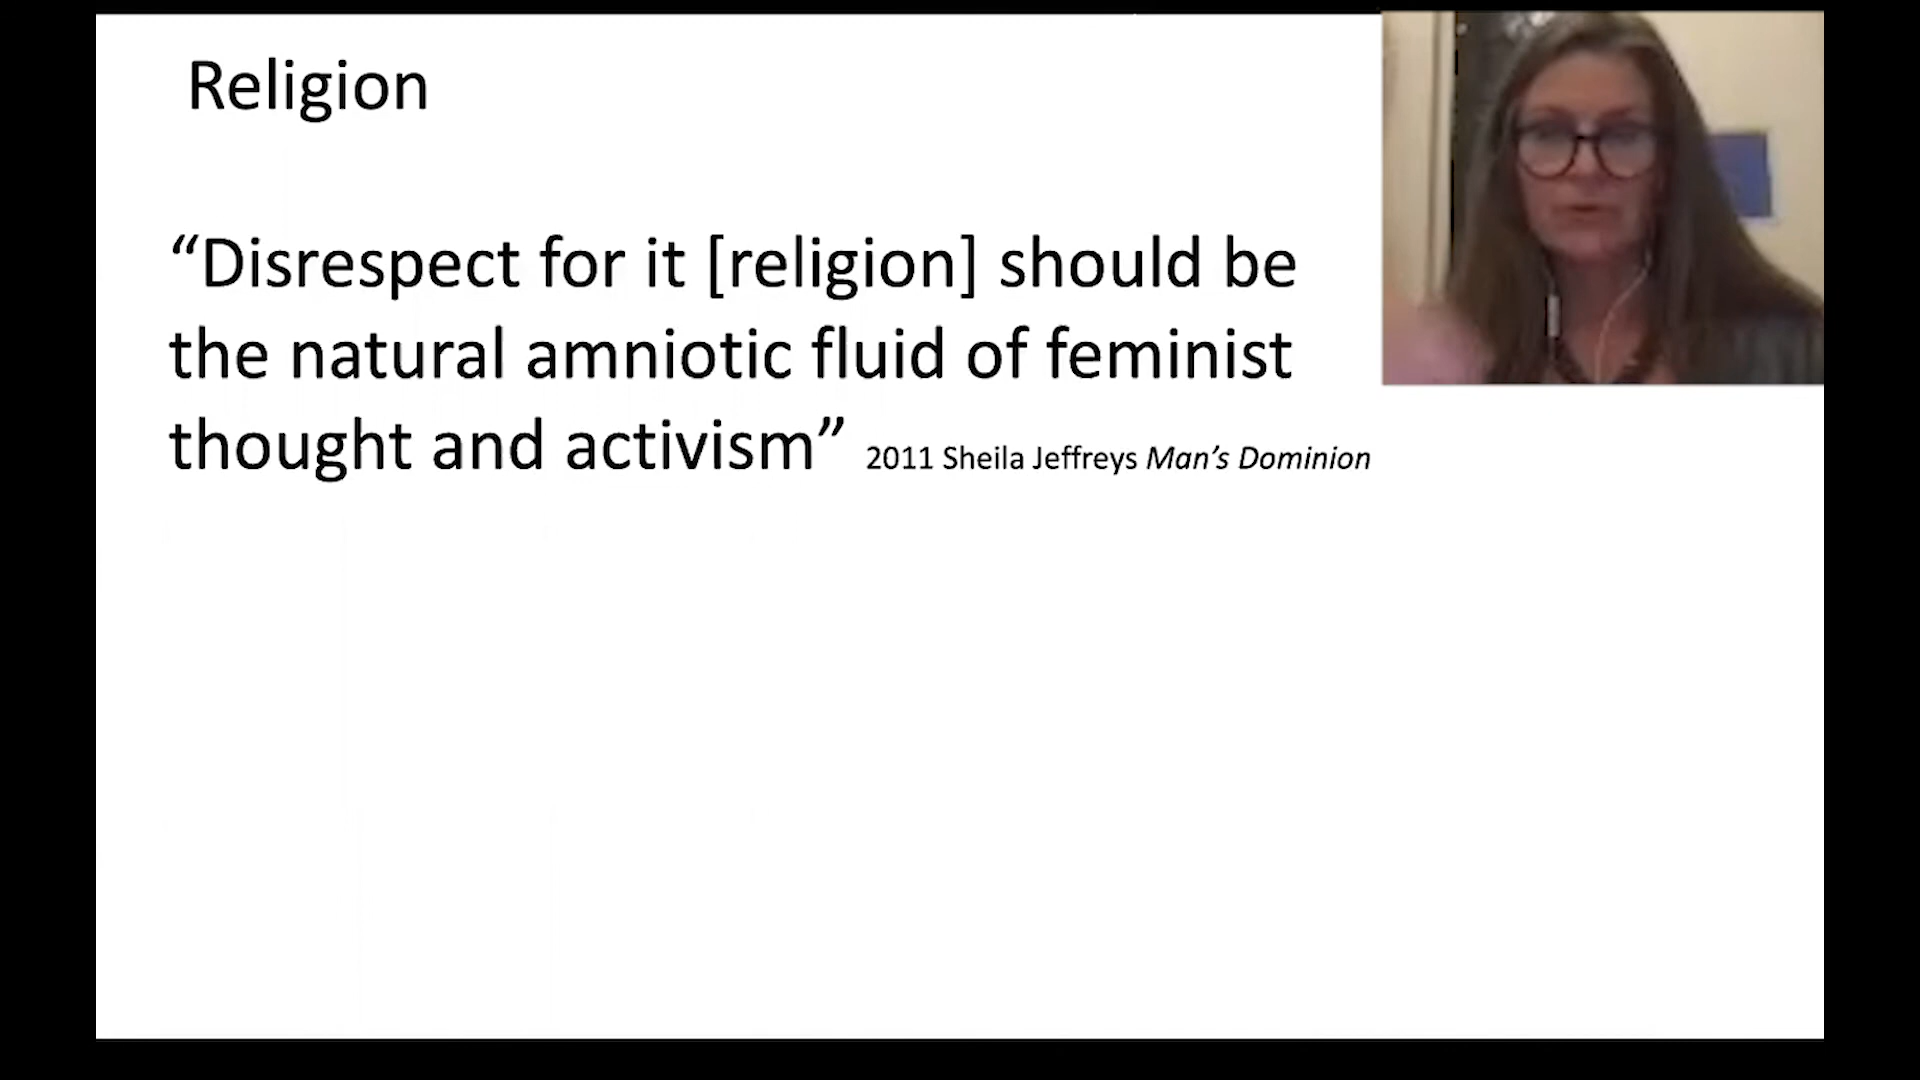 Religion
“Disrespect for it [religion] should be
the natural amniotic fluid of feminist
thought and activism” 2011 Sheila Jeffreys Man’s Dominion